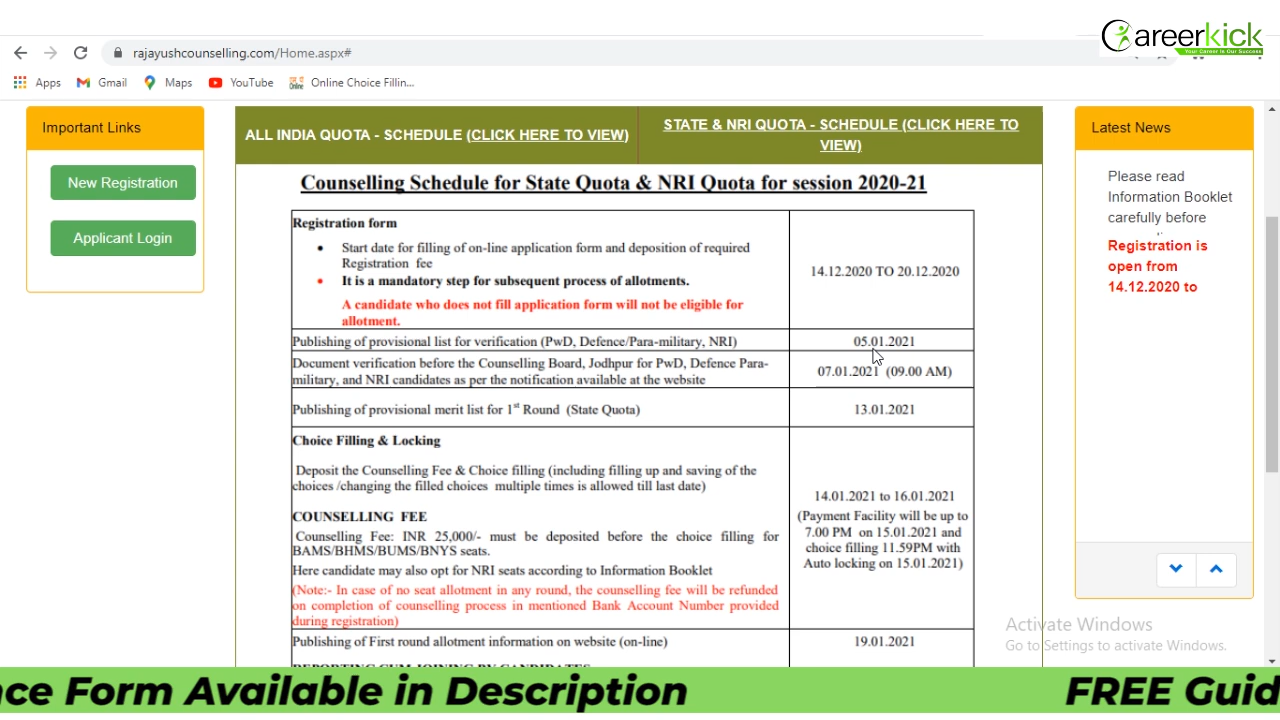 Careerkick
Your Career Is Our Success
rajayushcounselling.com/Home.aspx#
Apps
Gmail
Maps
YouTube
Online Choice Fillin...
Important Links
New Registration
Applicant Login
ALL INDIA QUOTA - SCHEDULE (CLICK HERE TO VIEW)
STATE & NRI QUOTA - SCHEDULE (CLICK HERE TO
VIEW)
Counselling Schedule for State Quota & NRI Quota for session 2020-21
Registration form
• Start date for filling of on-line application form and deposition of required
Registration fee
• It is a mandatory step for subsequent process of allotments.
A candidate who does not fill application form will not be eligible for
allotment.
14.12.2020 TO 20.12.2020
Publishing of provisional list for verification (PwD, Defence/Para-military, NRI)
05.01.2021
Document verification before the Counselling Board, Jodhpur for PwD, Defence Para-
military, and NRI candidates as per the notification available at the website
07.01.2021 (09.00 AM)
Publishing of provisional merit list for 1st Round (State Quota)
13.01.2021
Choice Filling & Locking
Deposit the Counselling Fee & Choice filling (including filling up and saving of the
choices /changing the filled choices multiple times is allowed till last date)
COUNSELLING FEE
Counselling Fee: INR 25,000/- must be deposited before the choice filling for
BAMS/BHMS/BUMS/BNYS seats.
Here candidate may also opt for NRI seats according to Information Booklet
(Note:- In case of no seat allotment in any round, the counselling fee will be refunded
on completion of counselling process in mentioned Bank Account Number provided
during registration)
14.01.2021 to 16.01.2021
(Payment Facility will be up to
7.00 PM on 15.01.2021 and
choice filling 11.59PM with
Auto locking on 15.01.2021)
Publishing of First round allotment information on website (on-line)
19.01.2021
REPORTING CUM JOINING BY CANDIDATES
Latest News
Please read
Information Booklet
carefully before
Registration is
open from
14.12.2020 to
Activate Windows
Go to Settings to activate Windows.
nce Form Available in Description
FREE Guid